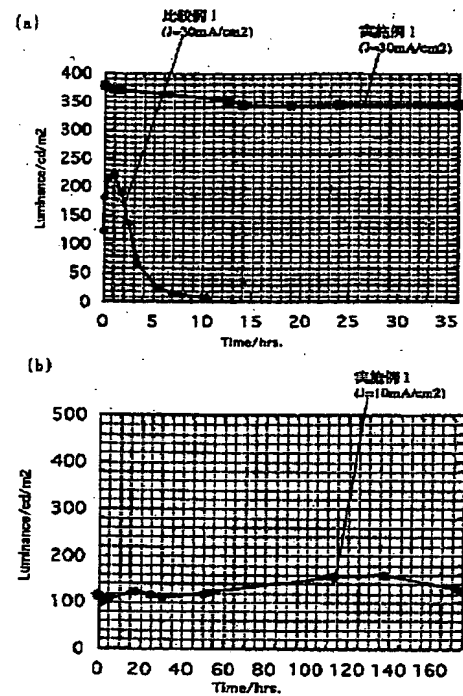 (a)
比較例1
(J=30mA/cm2)
実施例1
(J=30mA/cm2)
400
350
300
250
200
150
100
50
0
Luminance/cd/m2
0 5 10 15 20 25 30 35
Time/hrs.
(b)
実施例1
(J=10mA/cm2)
500
400
300
200
100
0
Luminance/cd/m2
0 20 40 60 80 100 120 140 160
Time/hrs.